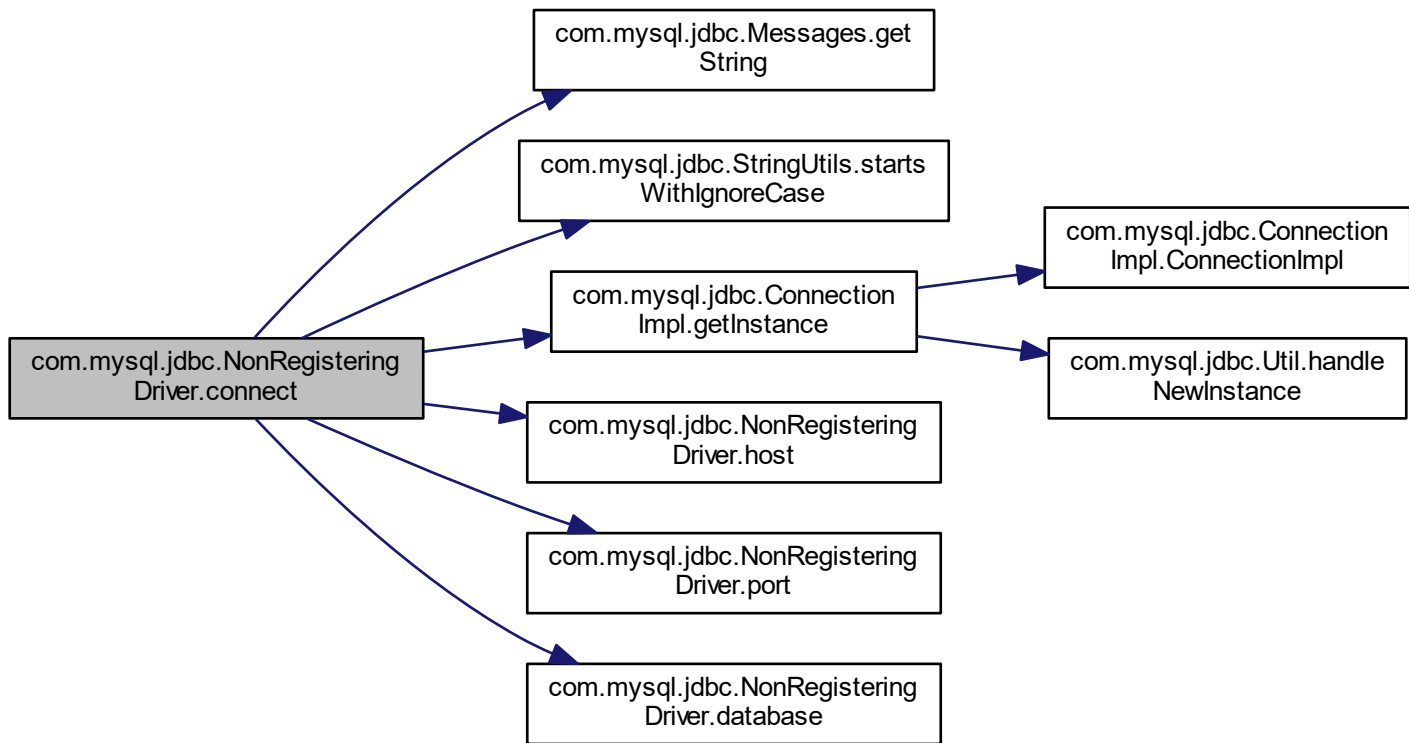 com.mysql.jdbc.Messages.get
String
com.mysql.jdbc.StringUtils.starts
WithIgnoreCase
com.mysql.jdbc.Connection
Impl.ConnectionImpl
com.mysql.jdbc.Connection
Impl.getInstance
com.mysql.jdbc.NonRegistering
Driver.connect
com.mysql.jdbc.Util.handle
NewInstance
com.mysql.jdbc.NonRegistering
Driver.host
com.mysql.jdbc.NonRegistering
Driver.port
com.mysql.jdbc.NonRegistering
Driver.database